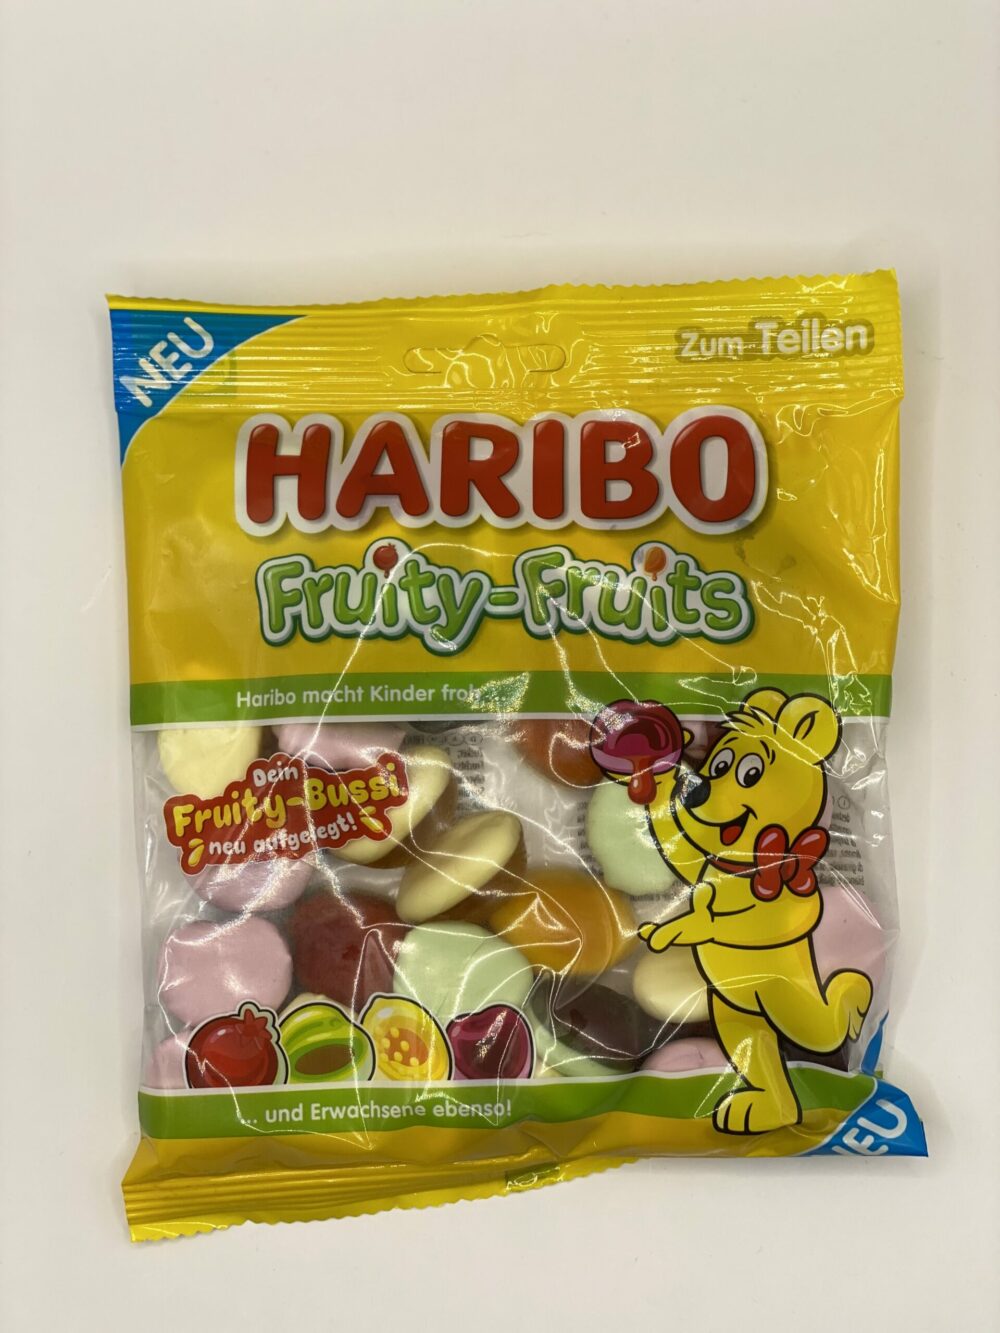 NEU
Zum Teilen
HARIBO
Fruity-Fruits
Haribo macht Kinder froh ...
Dein
Fruity-Bussi
neu aufgelegt!
... und Erwachsene ebenso!
NEU